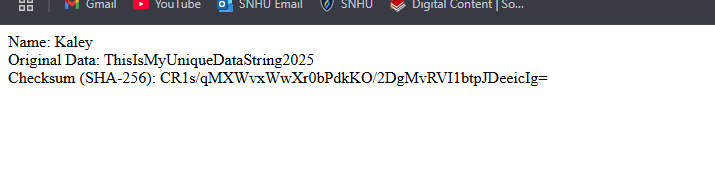 Gmail YouTube SNHU Email SNHU Digital Content | So...
Name: Kaley
Original Data: ThisIsMyUniqueDataString2025
Checksum (SHA-256): CR1s/qMXWvxWwXr0bPdkKO/2DgMvRVI1btpJDeeicIg=